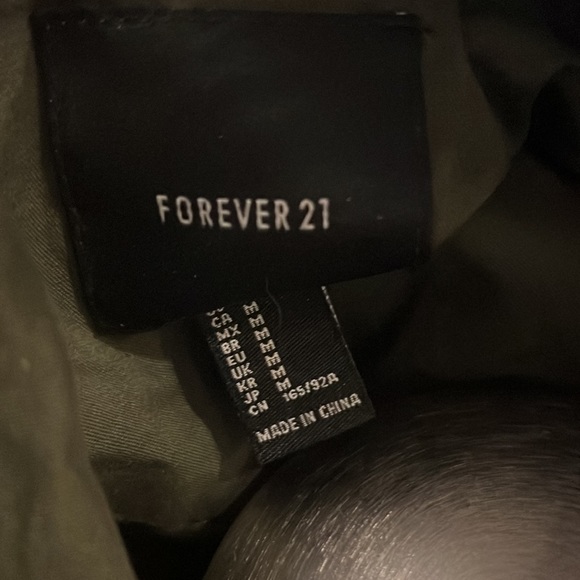 FOREVER 21
M
CA M
MX M
BR M
EU M
UK M
KR M
JP M
CN 165/92A
MADE IN CHINA